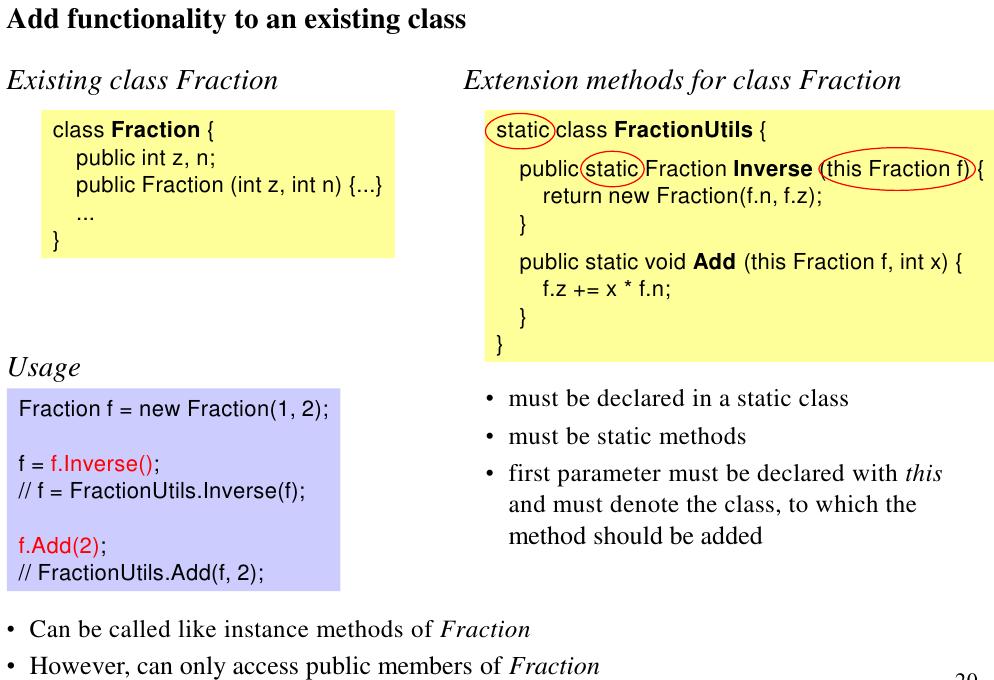 Add functionality to an existing class
Existing class Fraction
class Fraction {
public int z, n;
public Fraction (int z, int n) {...}
...
}
Extension methods for class Fraction
static class FractionUtils {
public static Fraction Inverse (this Fraction f) {
return new Fraction(f.n, f.z);
}
public static void Add (this Fraction f, int x) {
f.z += x * f.n;
}
}
Usage
Fraction f = new Fraction(1, 2);
f = f.Inverse();
// f = FractionUtils.Inverse(f);
f.Add(2);
// FractionUtils.Add(f, 2);
• must be declared in a static class
• must be static methods
• first parameter must be declared with this
and must denote the class, to which the
method should be added
• Can be called like instance methods of Fraction
• However, can only access public members of Fraction